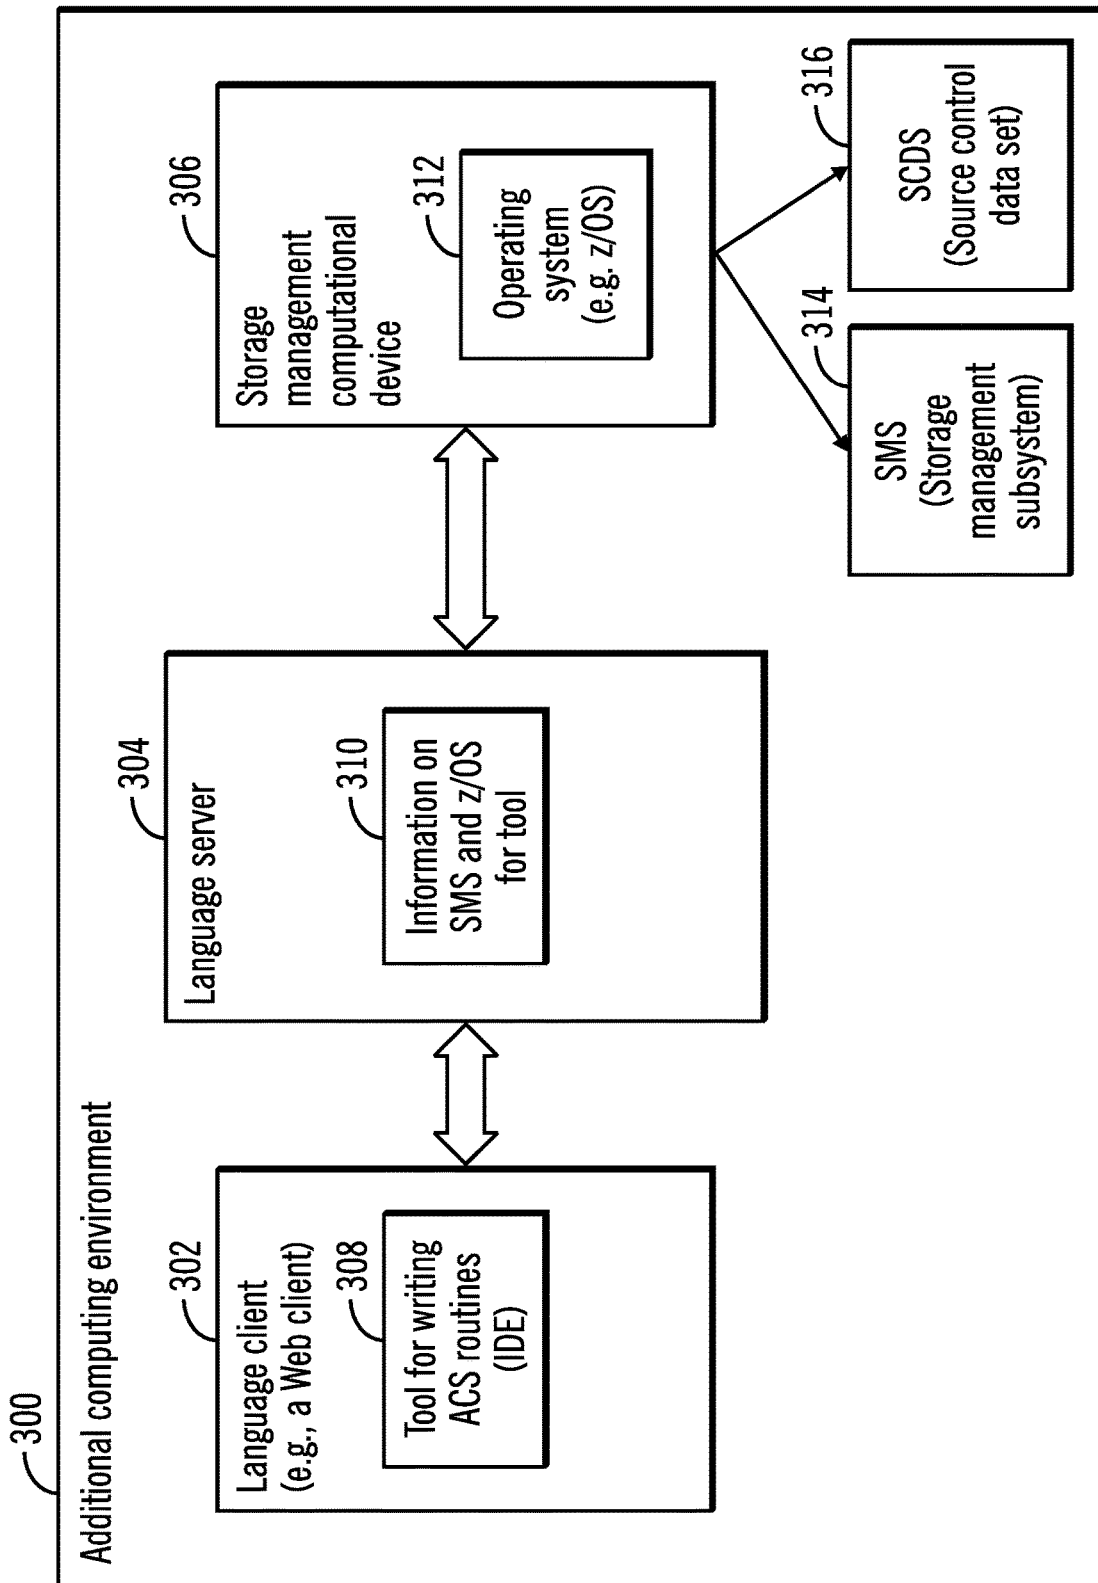 300
Additional computing environment
302
Language client
(e.g., a Web client)
308
Tool for writing
ACS routines
(IDE)
304
Language server
310
Information on
SMS and z/OS
for tool
306
Storage
management
computational
device
312
Operating
system
(e.g. z/OS)
314
SMS
(Storage
management
subsystem)
316
SCDS
(Source control
data set)